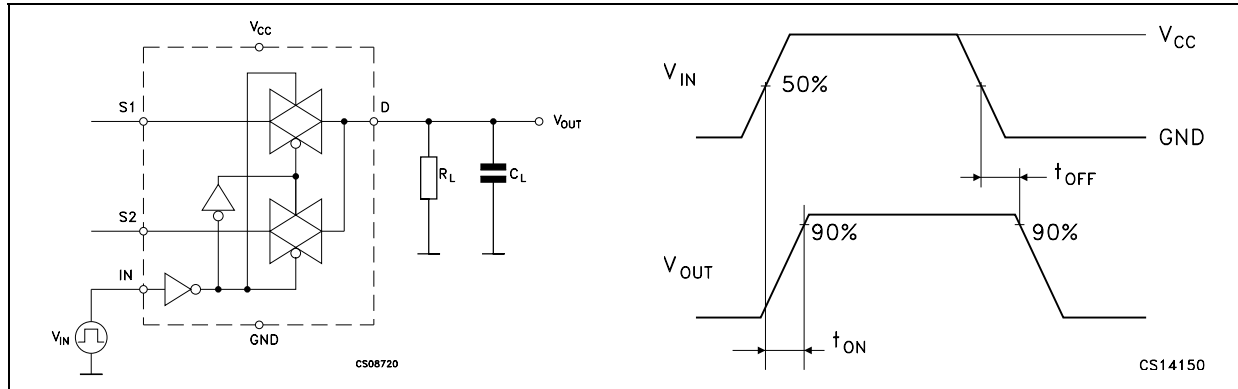 VCC
S1
D
VOUT
RL
CL
S2
IN
VIN
GND
CS08720
VCC
VIN
50%
GND
tOFF
90%
90%
VOUT
tON
CS14150